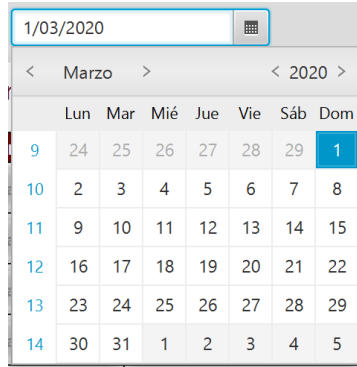 1/03/2020
< Marzo > < 2020 >
Lun Mar Mié Jue Vie Sáb Dom
9 24 25 26 27 28 29 1
10 2 3 4 5 6 7 8
11 9 10 11 12 13 14 15
12 16 17 18 19 20 21 22
13 23 24 25 26 27 28 29
14 30 31 1 2 3 4 5